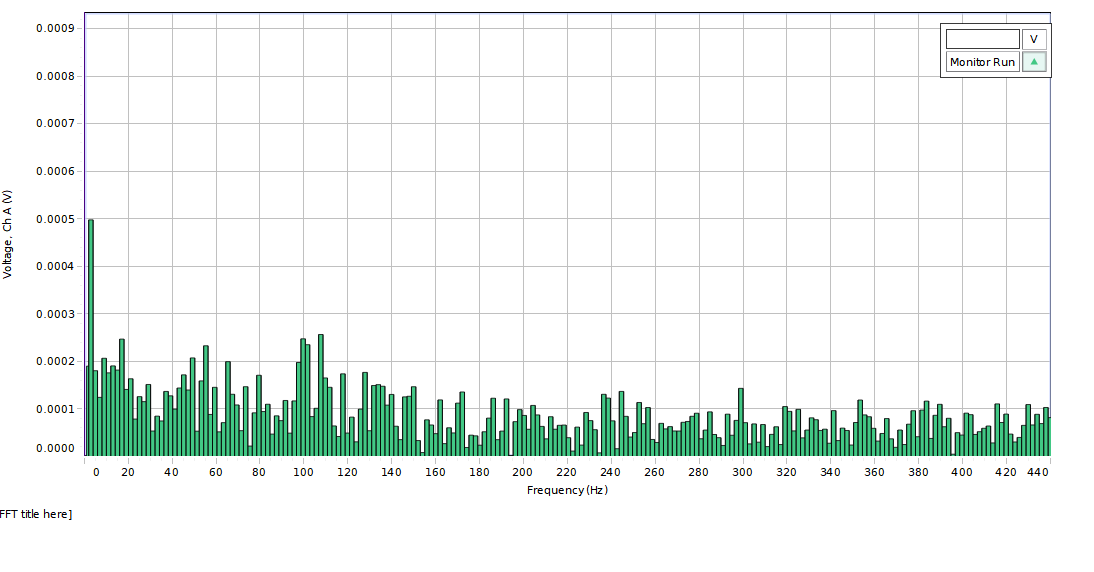 0.0009
V
Monitor Run
0.0008
0.0007
0.0006
Voltage, Ch A (V)
0.0005
0.0004
0.0003
0.0002
0.0001
0.0000
0 20 40 60 80 100 120 140 160 180 200 220 240 260 280 300 320 340 360 380 400 420 440
Frequency (Hz)
FFT title here]